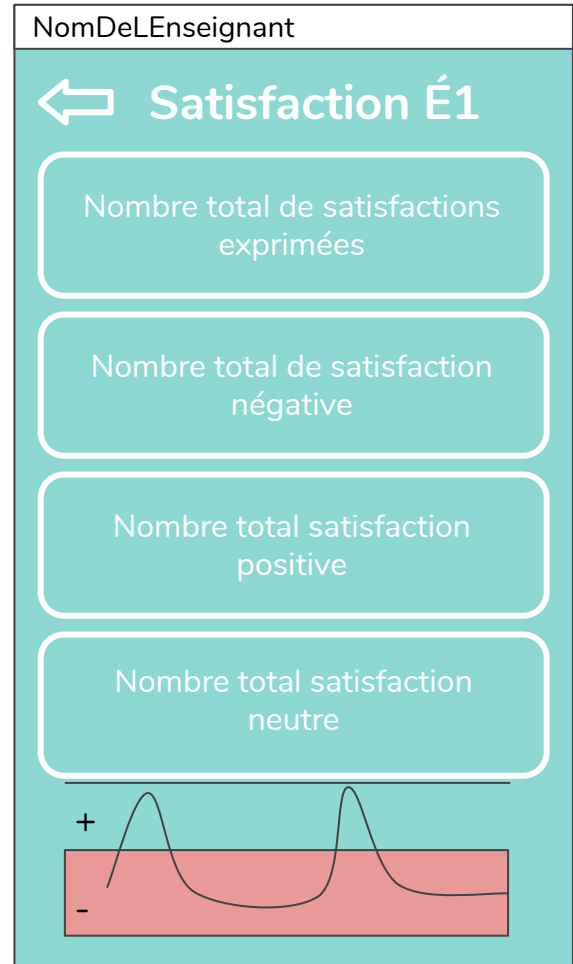 NomDeLEnseignant
Satisfaction É1
Nombre total de satisfactions
exprimées
Nombre total de satisfaction
négative
Nombre total satisfaction
positive
Nombre total satisfaction
neutre
+
-